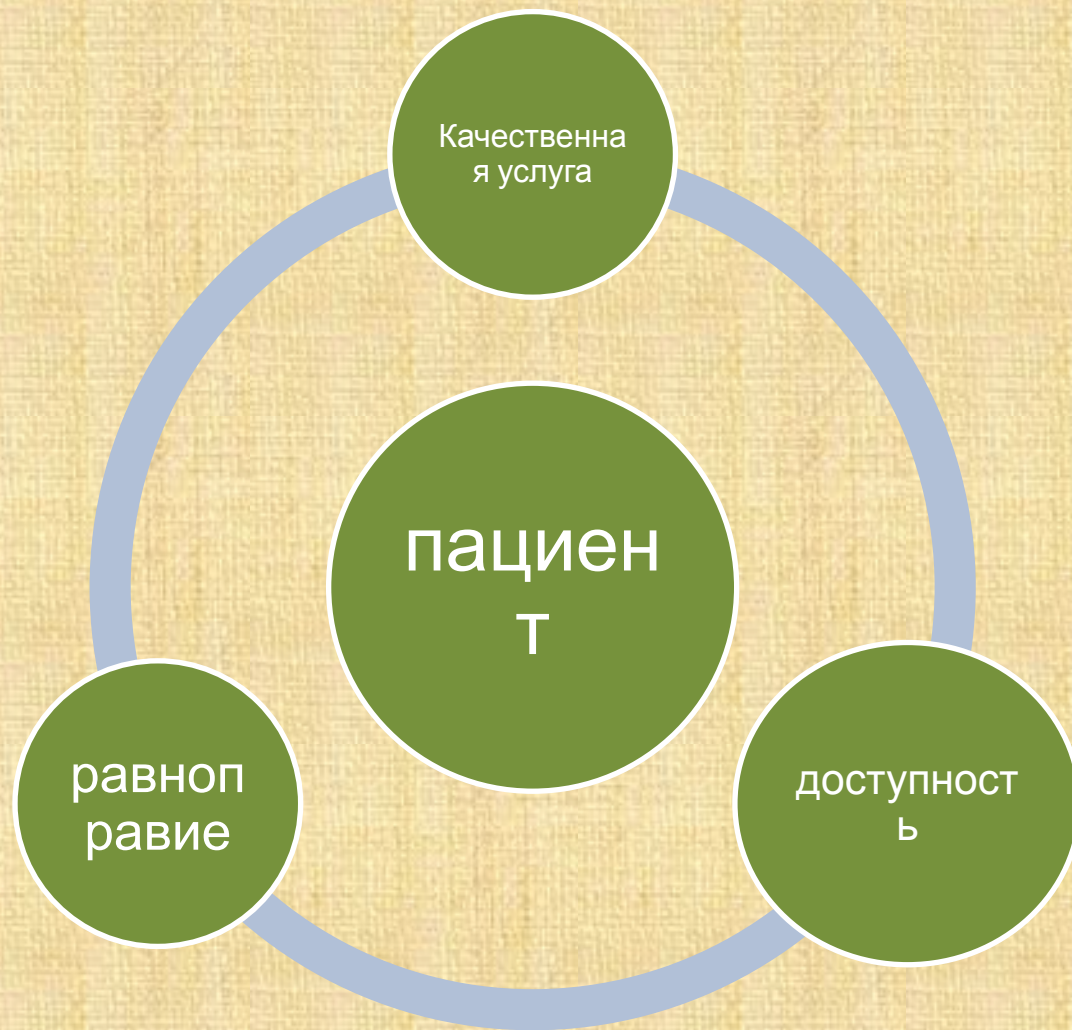 Качественна
я услуга
пациен
т
равноп
равие
доступност
ь